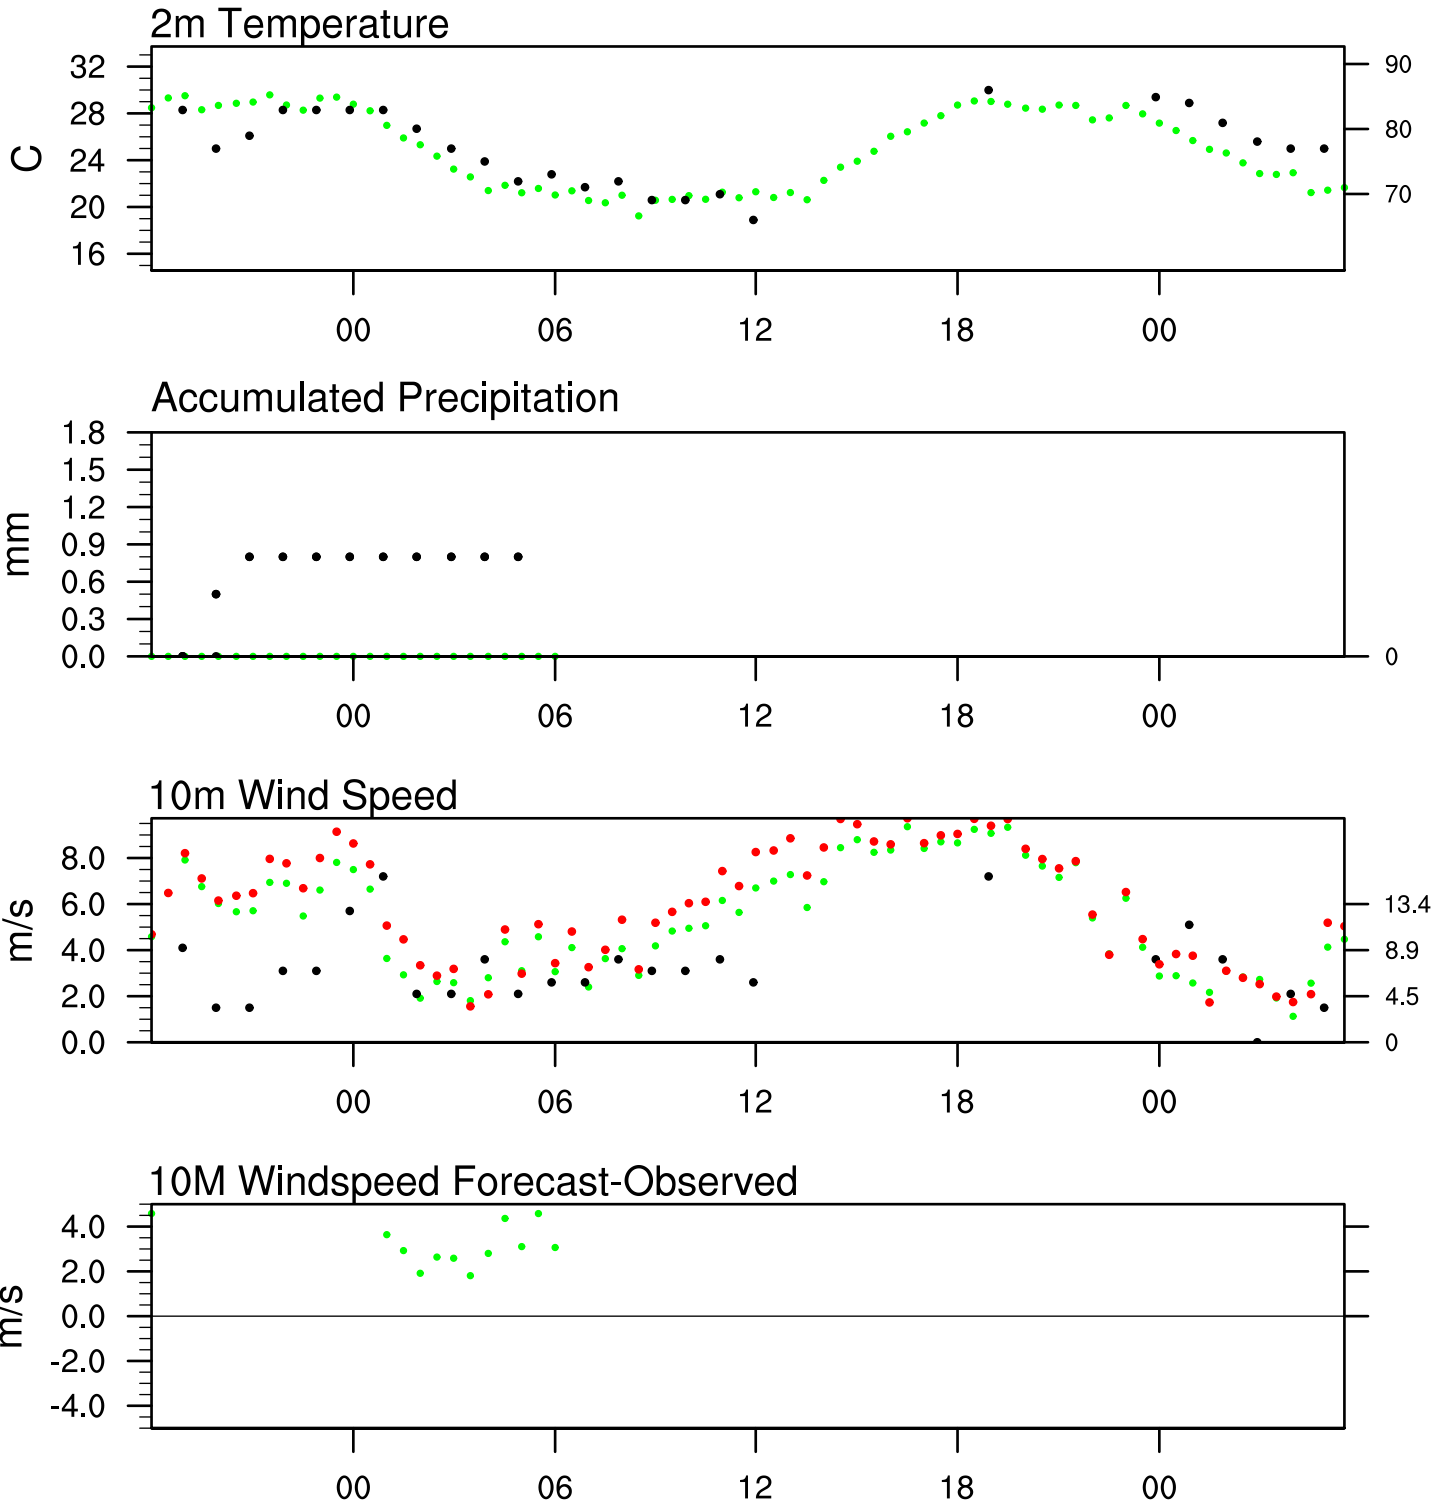 2m Temperature
32
28
24
20
16
C
90
80
70
00 06 12 18 00
Accumulated Precipitation
1.8
1.5
1.2
0.9
0.6
0.3
0.0
mm
0
00 06 12 18 00
10m Wind Speed
8.0
6.0
4.0
2.0
0.0
m/s
13.4
8.9
4.5
0
00 06 12 18 00
10M Windspeed Forecast-Observed
4.0
2.0
0.0
-2.0
-4.0
m/s
00 06 12 18 00